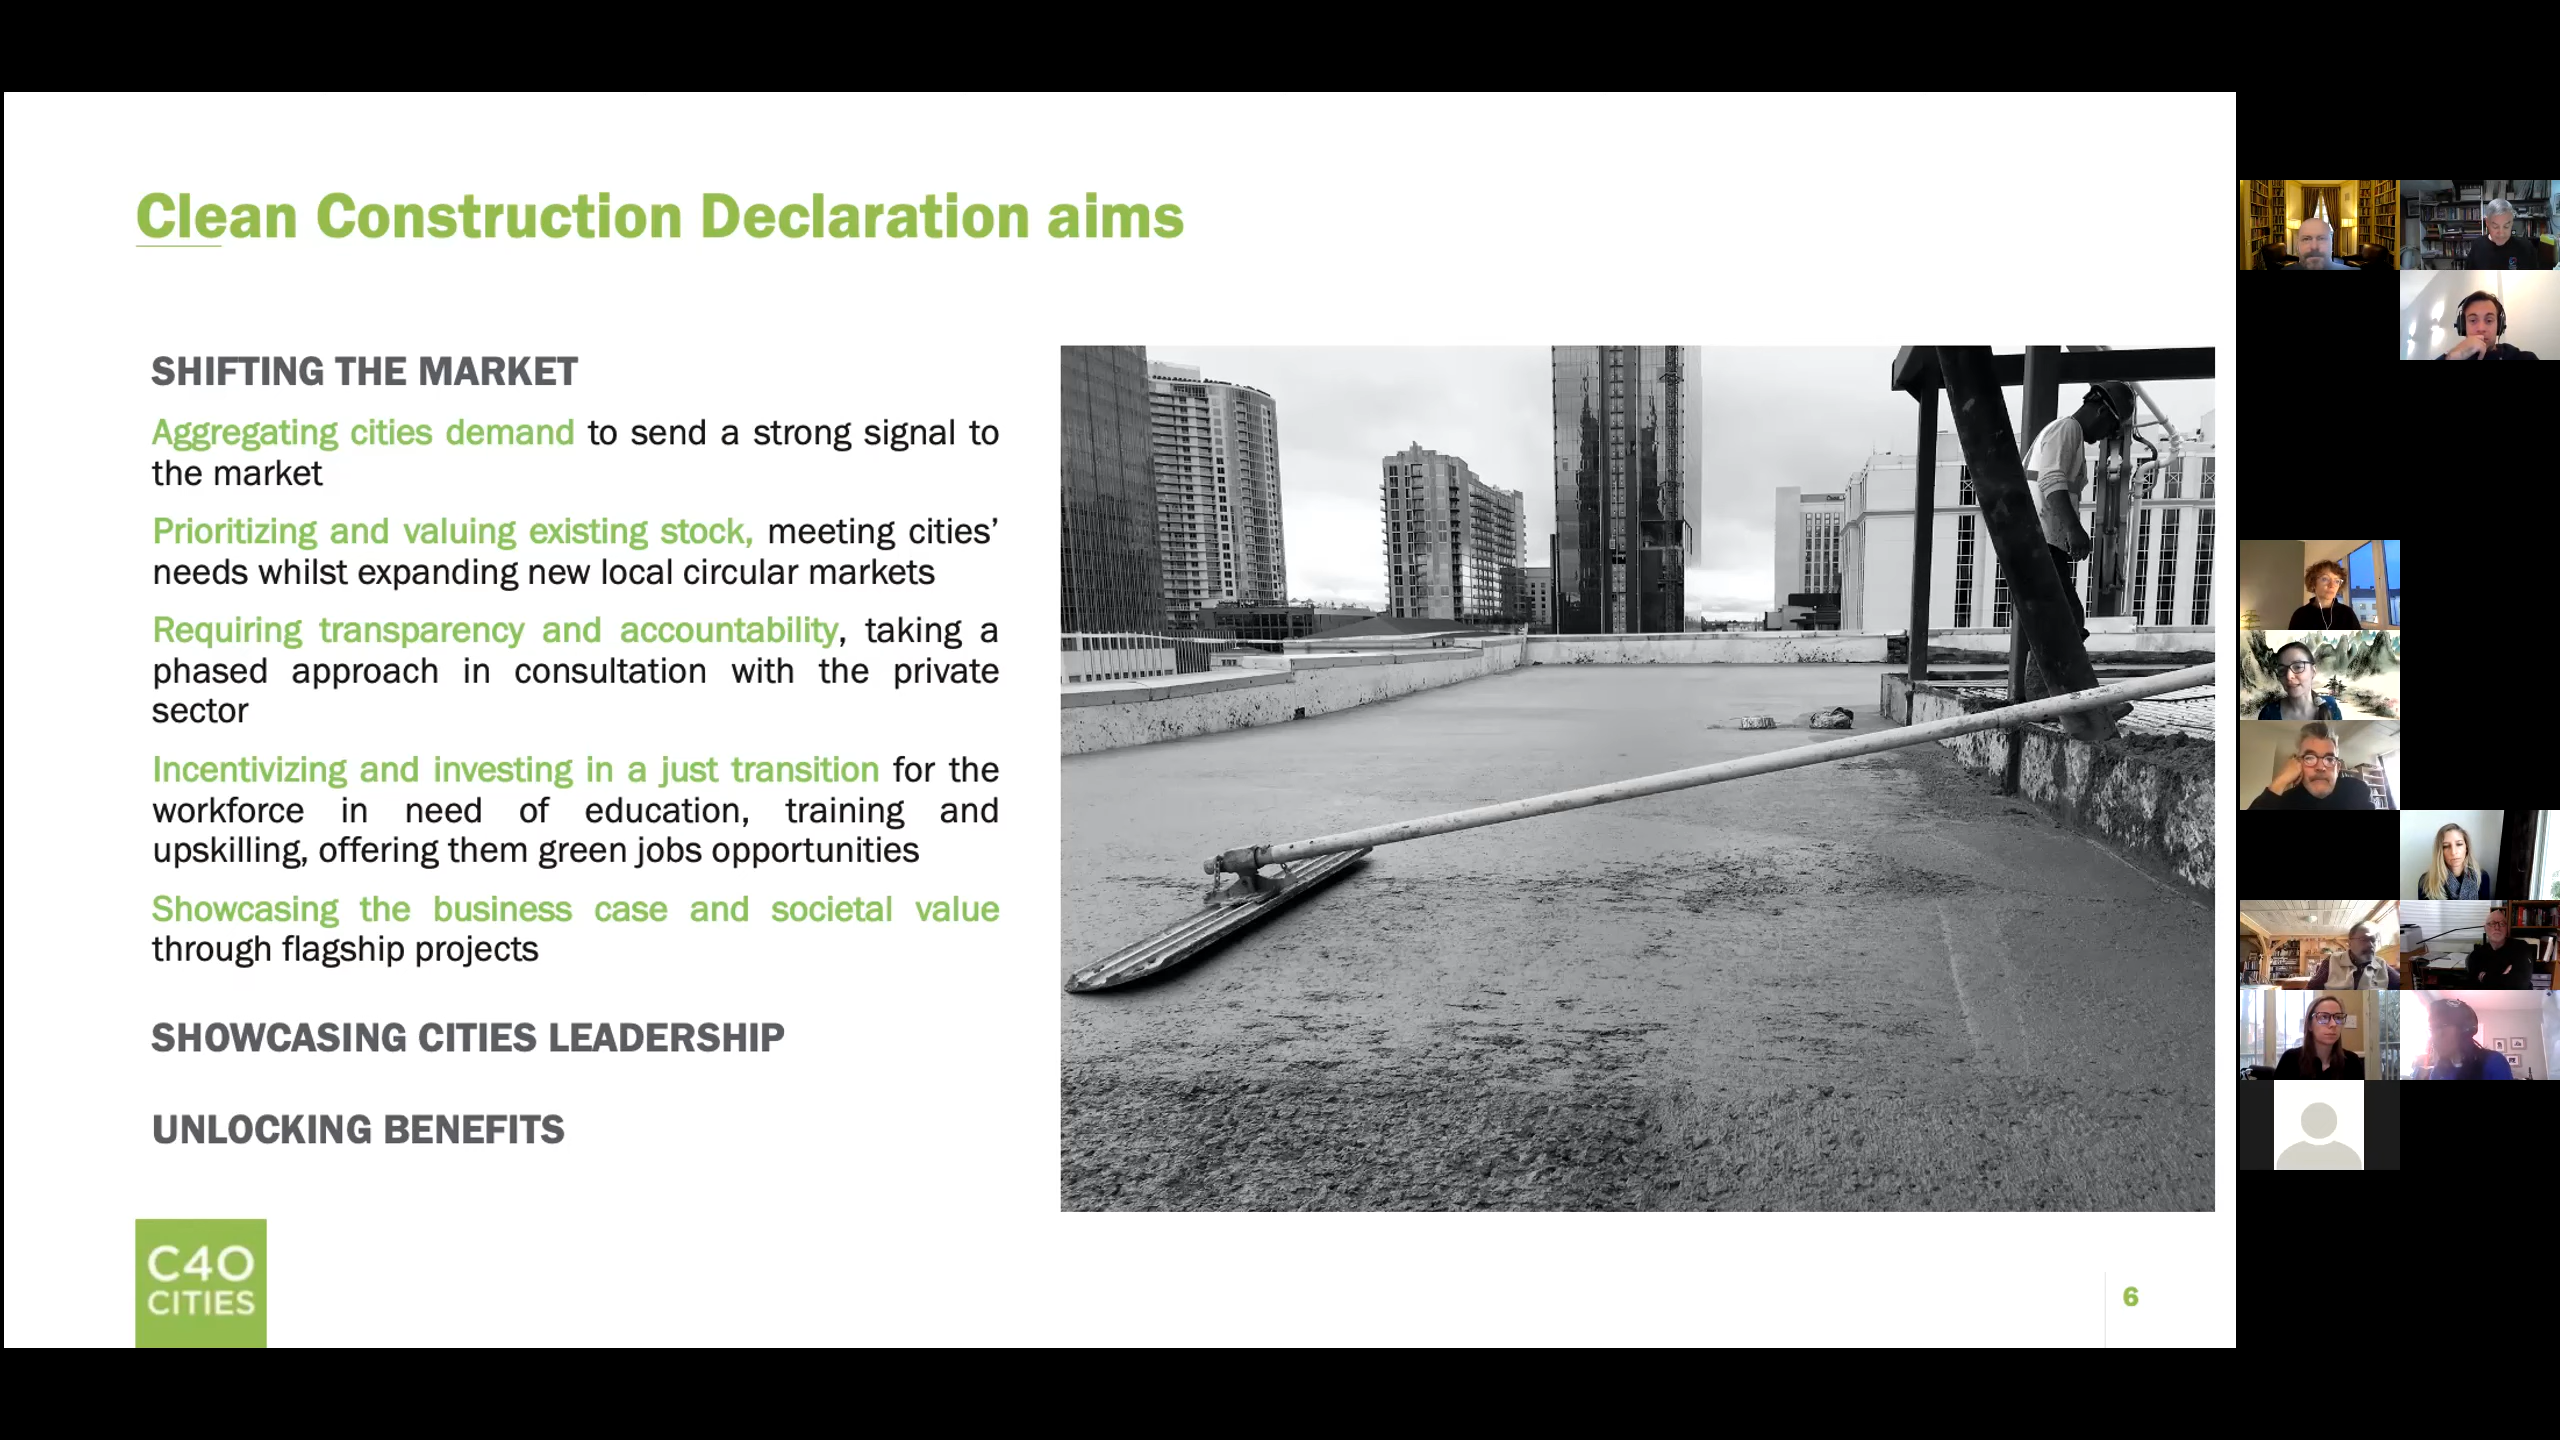 Clean Construction Declaration aims
SHIFTING THE MARKET
Aggregating cities demand to send a strong signal to
the market
Prioritizing and valuing existing stock, meeting cities’
needs whilst expanding new local circular markets
Requiring transparency and accountability, taking a
phased approach in consultation with the private
sector
Incentivizing and investing in a just transition for the
workforce in need of education, training and
upskilling, offering them green jobs opportunities
Showcasing the business case and societal value
through flagship projects
SHOWCASING CITIES LEADERSHIP
UNLOCKING BENEFITS
C40
CITIES
6